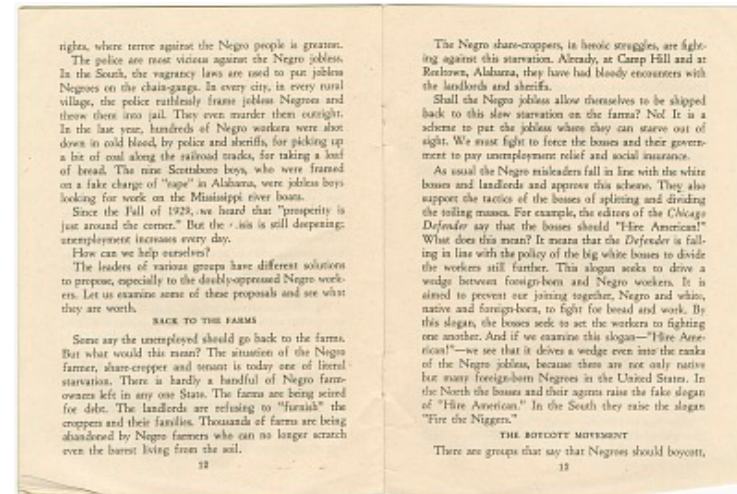 rights, where terror against the Negro people is greatest.
The police are most vicious against the Negro jobless.
In the South, the vagrancy laws are used to put jobless
Negroes on the chain-gangs. In every city, in every rural
village, the police ruthlessly frame jobless Negroes and
throw them into jail. They even murder them outright.
In the last year, hundreds of Negro workers were shot
down in cold blood, by police and sheriffs, for picking up
a bit of coal along the railroad tracks, for taking a loaf
of bread. The nine Scottsboro boys, who were framed
on a fake charge of "rape" in Alabama, were jobless boys
looking for work on the Mississippi river boats.
Since the Fall of 1929, we heard that "prosperity is
just around the corner." But the is still deepening;
unemployment increases every day.
How can we help ourselves?
The leaders of various groups have different solutions
to propose, especially to the doubly-oppressed Negro work-
ers. Let us examine some of these proposals and see what
they are worth.
BACK TO THE FARMS
Some say the unemployed should go back to the farms.
But what would this mean? The situation of the Negro
farmer, share-cropper and tenant is today one of literal
starvation. There is hardly a handful of Negro farm-
owners left in any one State. The farms are being seized
for debt. The landlords are refusing to "furnish" the
croppers and their families. Thousands of farms are being
abandoned by Negro farmers who can no longer scratch
even the barest living from the soil.
12
The Negro share-croppers, in heroic struggles, are fight-
ing against this starvation. Already, at Camp Hill and at
Reeltown, Alabama, they have had bloody encounters with
the landlords and sheriffs.
Shall the Negro jobless allow themselves to be shipped
back to this slow starvation on the farms? No! It is a
scheme to put the jobless where they can starve out of
sight. We must fight to force the bosses and their govern-
ment to pay unemployment relief and social insurance.
As usual the Negro misleaders fall in line with the white
bosses and landlords and approve this scheme. They also
support the tactics of the bosses of splitting and dividing
the toiling masses. For example, the editors of the Chicago
Defender say that the bosses should "Hire American!"
What does this mean? It means that the Defender is fall-
ing in line with the policy of the big white bosses to divide
the workers still further. This slogan seeks to drive a
wedge between foreign-born and Negro workers. It is
aimed to prevent our joining together, Negro and white,
native and foreign-born, to fight for bread and work. By
this slogan, the bosses seek to set the workers to fighting
one another. And if we examine this slogan—"Hire Ame-
rican!"—we see that it drives a wedge even into the ranks
of the Negro jobless, because there are not only native
but many foreign-born Negroes in the United States. In
the North the bosses and their agents raise the fake slogan
of "Hire American." In the South they raise the slogan
"Fire the Niggers."
THE BOYCOTT MOVEMENT
There are groups that say that Negroes should boycott,
13